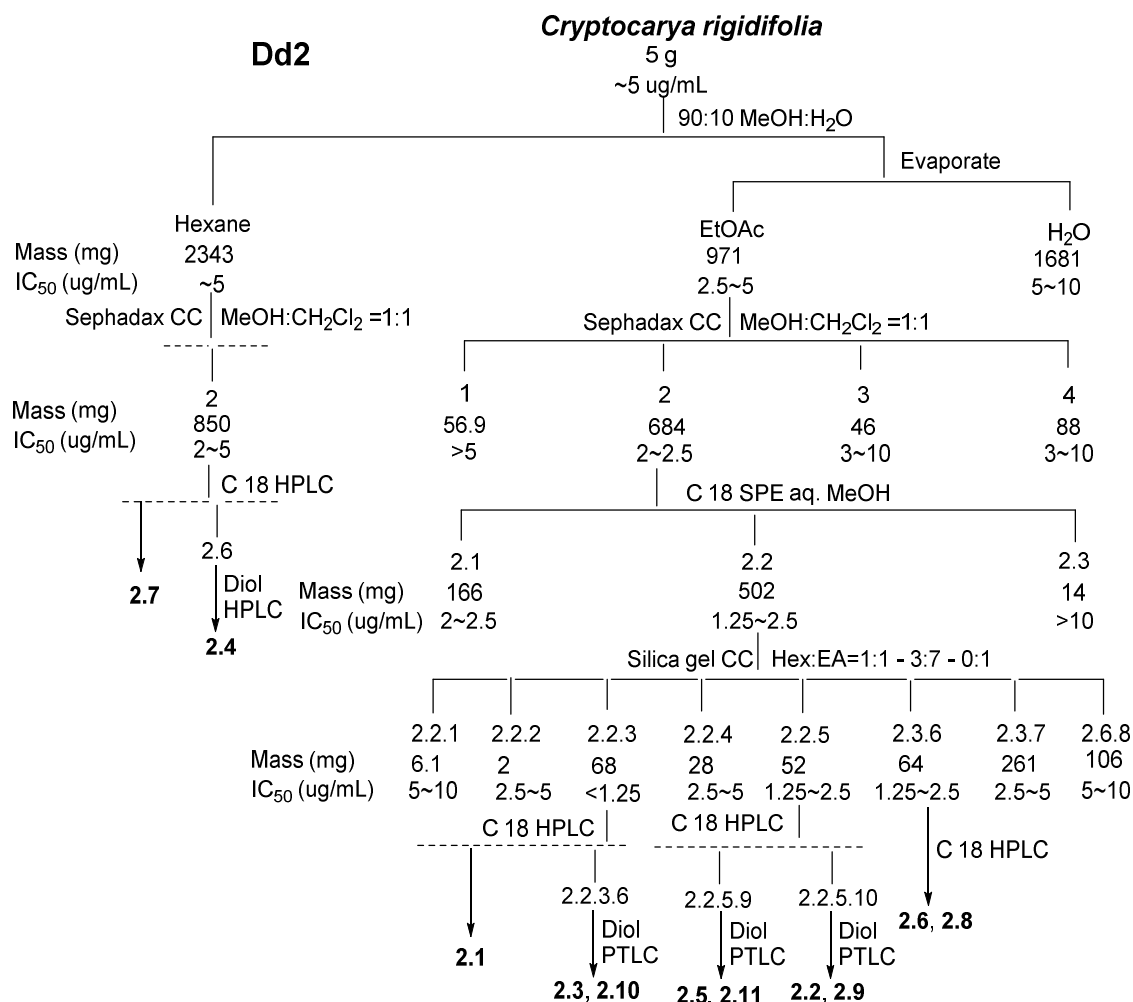 Cryptocarya rigidifolia
Dd2
5 g
~5 ug/mL
90:10 MeOH:H2O
Evaporate
Hexane EtOAc H2O
Mass (mg) 2343 971 1681
IC50 (ug/mL) ~5 2.5~5 5~10
Sephadax CC MeOH:CH2Cl2 =1:1 Sephadax CC MeOH:CH2Cl2 =1:1
2 1 2 3 4
Mass (mg) 850 56.9 684 46 88
IC50 (ug/mL) 2~5 >5 2~2.5 3~10 3~10
C 18 HPLC C 18 SPE aq. MeOH
2.6 2.1 2.2 2.3
2.7 Diol Mass (mg) 166 502 14
HPLC IC50 (ug/mL) 2~2.5 1.25~2.5 >10
2.4
Silica gel CC Hex:EA=1:1 - 3:7 - 0:1
2.2.1 2.2.2 2.2.3 2.2.4 2.2.5 2.3.6 2.3.7 2.6.8
Mass (mg) 6.1 2 68 28 52 64 261 106
IC50 (ug/mL) 5~10 2.5~5 <1.25 2.5~5 1.25~2.5 1.25~2.5 2.5~5 5~10
C 18 HPLC C 18 HPLC C 18 HPLC
2.2.3.6 2.2.5.9 2.2.5.10
2.6, 2.8
Diol Diol Diol
PTLC PTLC PTLC
2.1
2.3, 2.10 2.5, 2.11 2.2, 2.9